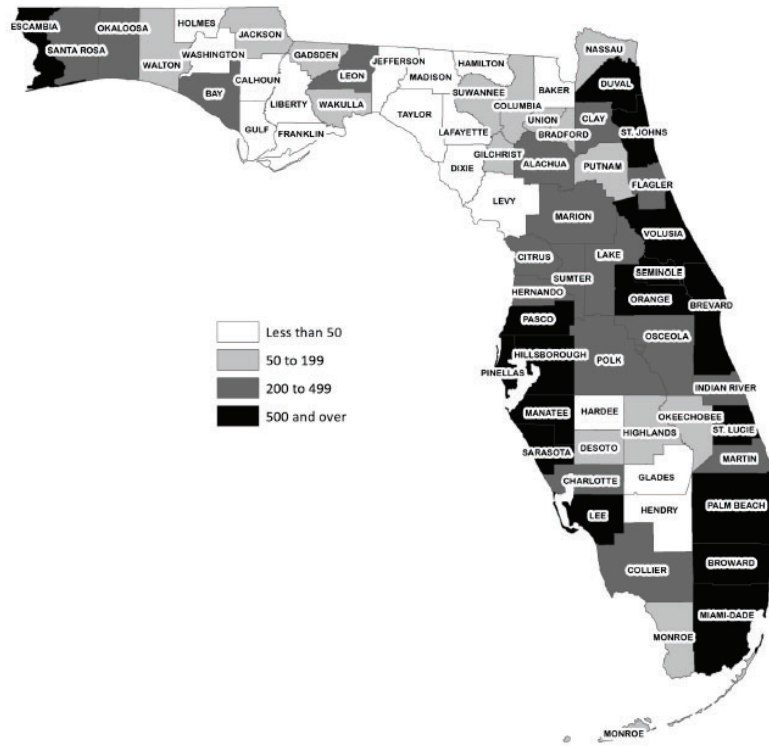 HOLMES
JACKSON
ESCAMBIA
OKALOOSA
SANTA ROSA
WALTON
WASHINGTON
BAY
CALHOUN
GULF
LIBERTY
FRANKLIN
GADSDEN
LEON
WAKULLA
JEFFERSON
MADISON
TAYLOR
HAMILTON
SUWANNEE
LAFAYETTE
DIXIE
COLUMBIA
BAKER
NASSAU
DUVAL
UNION
BRADFORD
CLAY
ST. JOHNS
GILCHRIST
ALACHUA
PUTNAM
FLAGLER
LEVY
MARION
VOLUSIA
CITRUS
SUMTER
LAKE
SEMINOLE
HERNANDO
ORANGE
BREVARD
PASCO
OSCEOLA
HILLSBOROUGH
PINELLAS
POLK
INDIAN RIVER
MANATEE
HARDEE
OKEECHOBEE
ST. LUCIE
SARASOTA
DESOTO
HIGHLANDS
MARTIN
CHARLOTTE
GLADES
LEE
HENDRY
PALM BEACH
COLLIER
BROWARD
MIAMI-DADE
MONROE
MONROE
Less than 50
50 to 199
200 to 499
500 and over